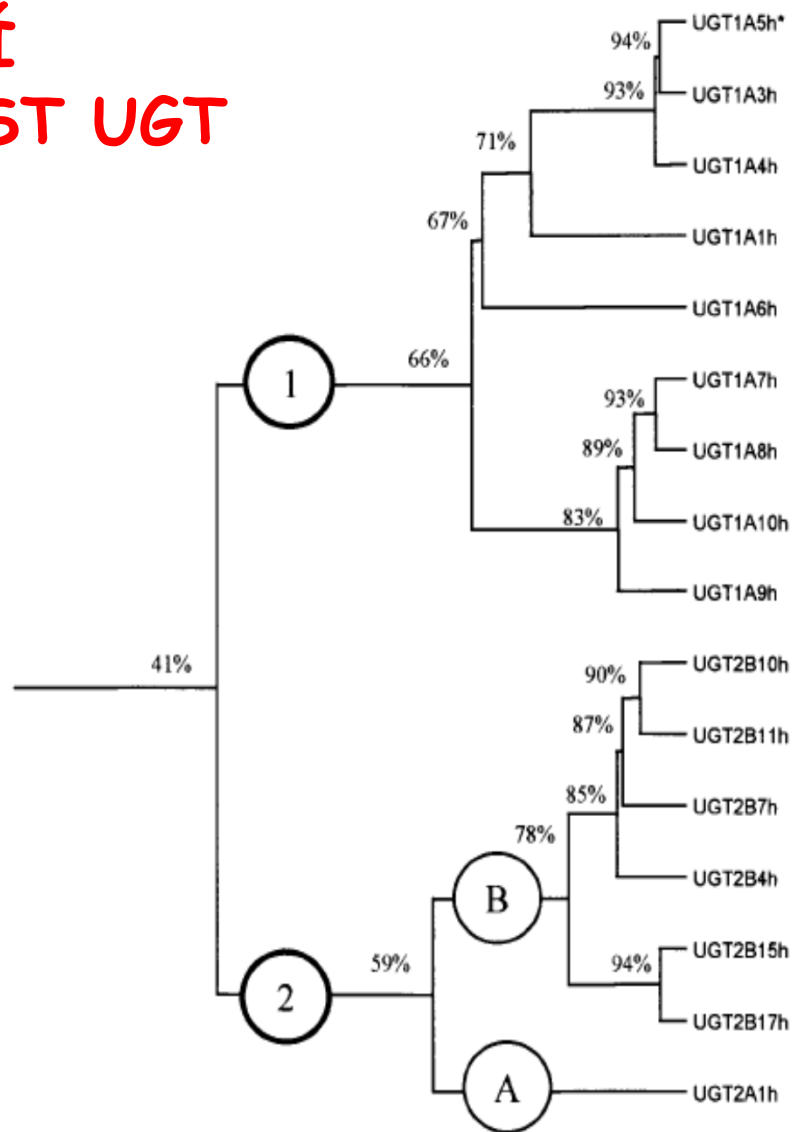 UGT
94%
UGT1A5h*
93%
UGT1A3h
71%
UGT1A4h
67%
UGT1A1h
UGT1A6h
66%
1
93%
UGT1A7h
89%
UGT1A8h
83%
UGT1A10h
UGT1A9h
41%
90%
UGT2B10h
87%
UGT2B11h
85%
UGT2B7h
78%
UGT2B4h
B
59%
94%
UGT2B15h
2
UGT2B17h
A
UGT2A1h